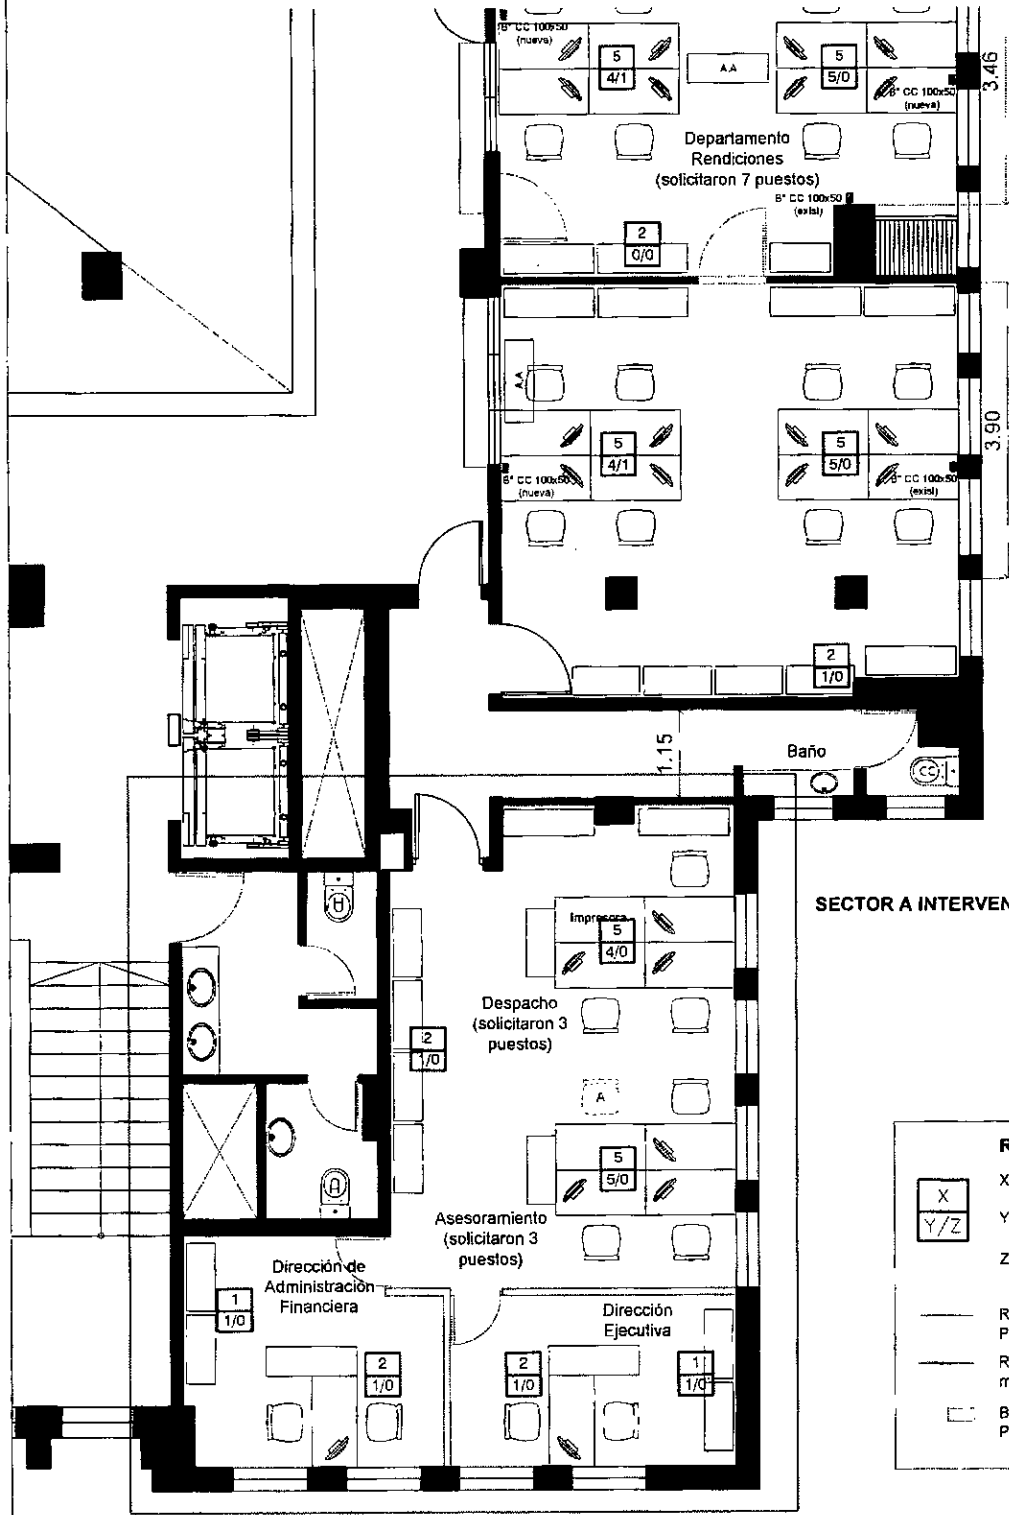 B° CC 100x50
(nueva)
5
4/1
A.A
5
5/0
B° CC 100x50
(nueva)
3.46
Departamento
Rendiciones
(solicitaron 7 puestos)
B° CC 100x50
(exist)
2
0/0
A.A
5
4/1
5
5/0
B° CC 100x50
(nueva)
B° CC 100x50
(exist)
3.90
2
1/0
1.15
Baño
CC
SECTOR A INTERVEN
H
Impresora
5
4/0
Despacho
(solicitaron 3
puestos)
2
1/0
A
5
5/0
A
Asesoramiento
(solicitaron 3
puestos)
Dirección de
Administración
Financiera
1
1/0
Dirección
Ejecutiva
2
1/0
2
1/0
1
1/0
R
X
X
Y/Z
Y
Z
R
P
R
m
B
P